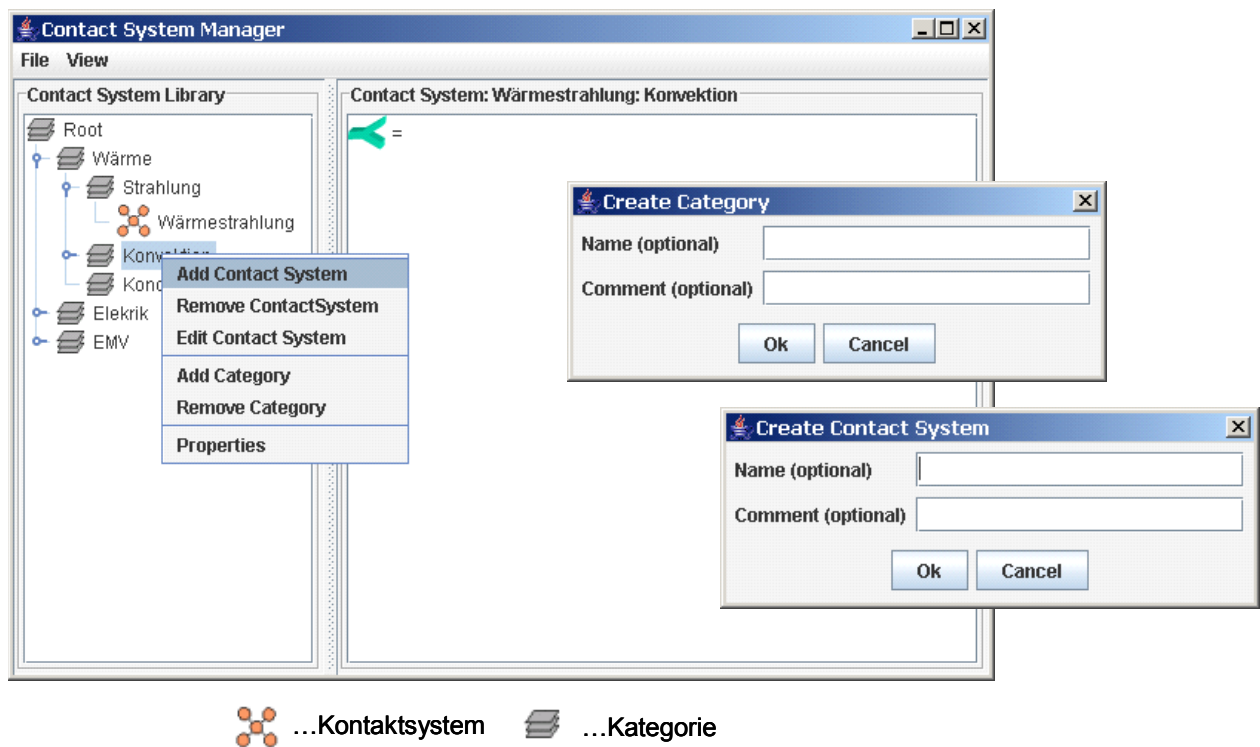 Contact System Manager
File View
Contact System Library
Root
Wärme
Strahlung
Wärmestrahlung
Elekrik
EMV
Add Contact System
Remove ContactSystem
Edit Contact System
Add Category
Remove Category
Properties
Contact System: Wärmestrahlung: Konvektion
=
Create Category
Name (optional)
Comment (optional)
Ok Cancel
Create Contact System
Name (optional)
Comment (optional)
Ok Cancel
...Kontaktsystem ...Kategorie